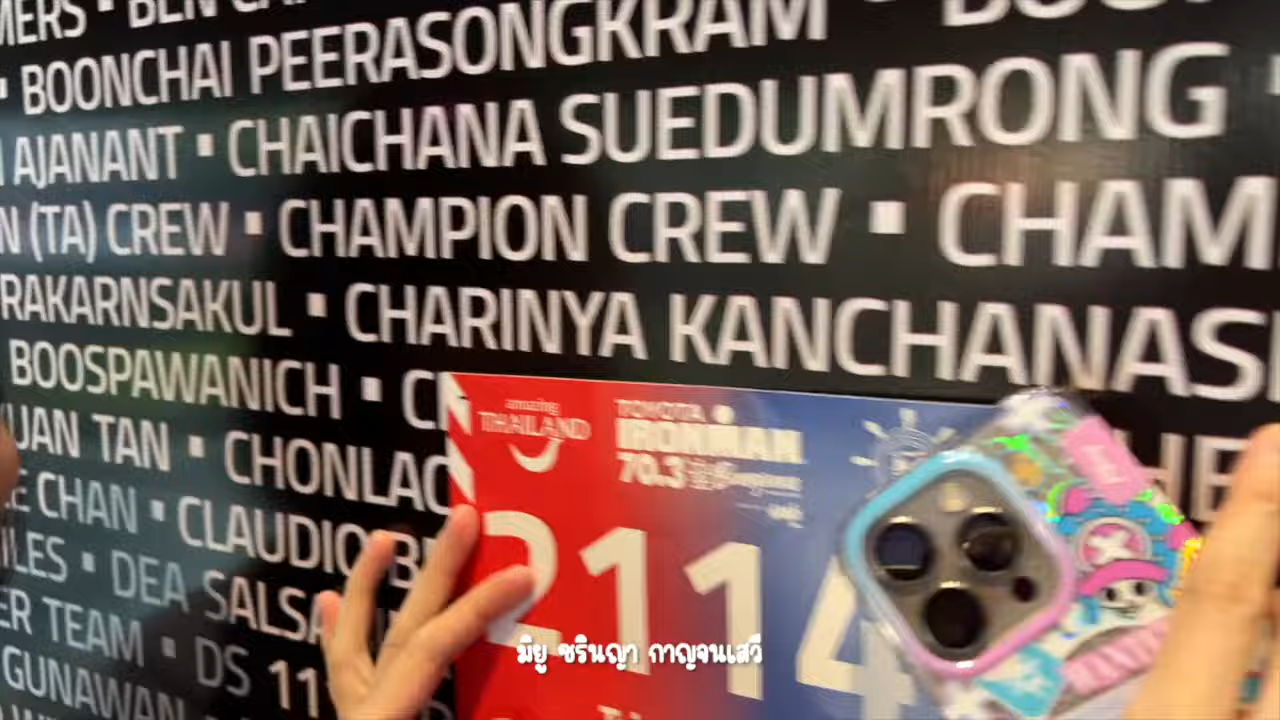 MERS ▪ BEN
▪ BOONCHAI PEERASONGKRAM ▪
AJANANT ▪ CHAICHANA SUEDUMRONG ▪
N (TA) CREW ▪ CHAMPION CREW ▪ CHAM
RAKARNSAKUL ▪ CHARINYA KANCHANAS
BOOSPAWANICH ▪
UAN TAN ▪ CHONLAC
E CHAN ▪ CLAUDIO
ILES ▪ DEA SALSA
ER TEAM ▪ DS 11
GUNAWAN
amazing
THAILAND
TOYOTA
IRONMAN
70.3
2114
มิยู ชรินญา กาญจนเสวี